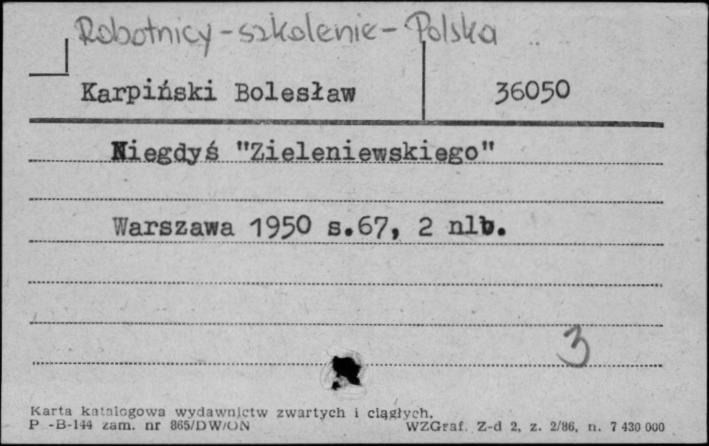 Robotnicy - szkolenie - Polska
Karpiński Bolesław 36050
Niegdyś "Zieleniewskiego"
Warszawa 1950 s.67, 2 nlb.
3
Karta katalogowa wydawnictw zwartych i ciągłych.
P -B-144 zam. nr 865/DW/ON WZGraf. Z-d 2, z. 2/86, n. 7 430 000